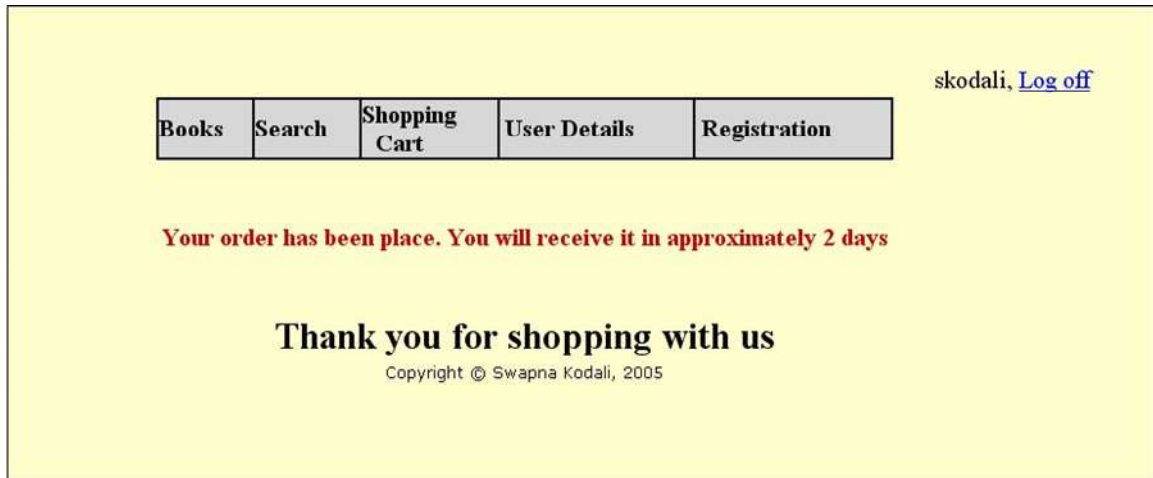 skodali, Log off
Books Search Shopping Cart User Details Registration
Your order has been place. You will receive it in approximately 2 days
Thank you for shopping with us
Copyright © Swapna Kodali, 2005